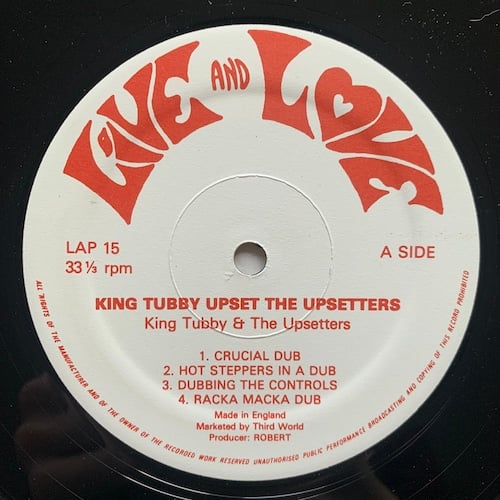 LIVE AND LOVE
LAP 15
33⅓ rpm
A SIDE
KING TUBBY UPSET THE UPSETTERS
King Tubby & The Upsetters
1. CRUCIAL DUB
2. HOT STEPPERS IN A DUB
3. DUBBING THE CONTROLS
4. RACKA MACKA DUB
Made in England
Marketed by Third World
Producer: ROBERT
ALL RIGHTS OF THE MANUFACTURER AND OF THE OWNER OF THE RECORDED WORK RESERVED UNAUTHORISED PUBLIC PERFORMANCE BROADCASTING AND COPYING OF THIS RECORD PROHIBITED